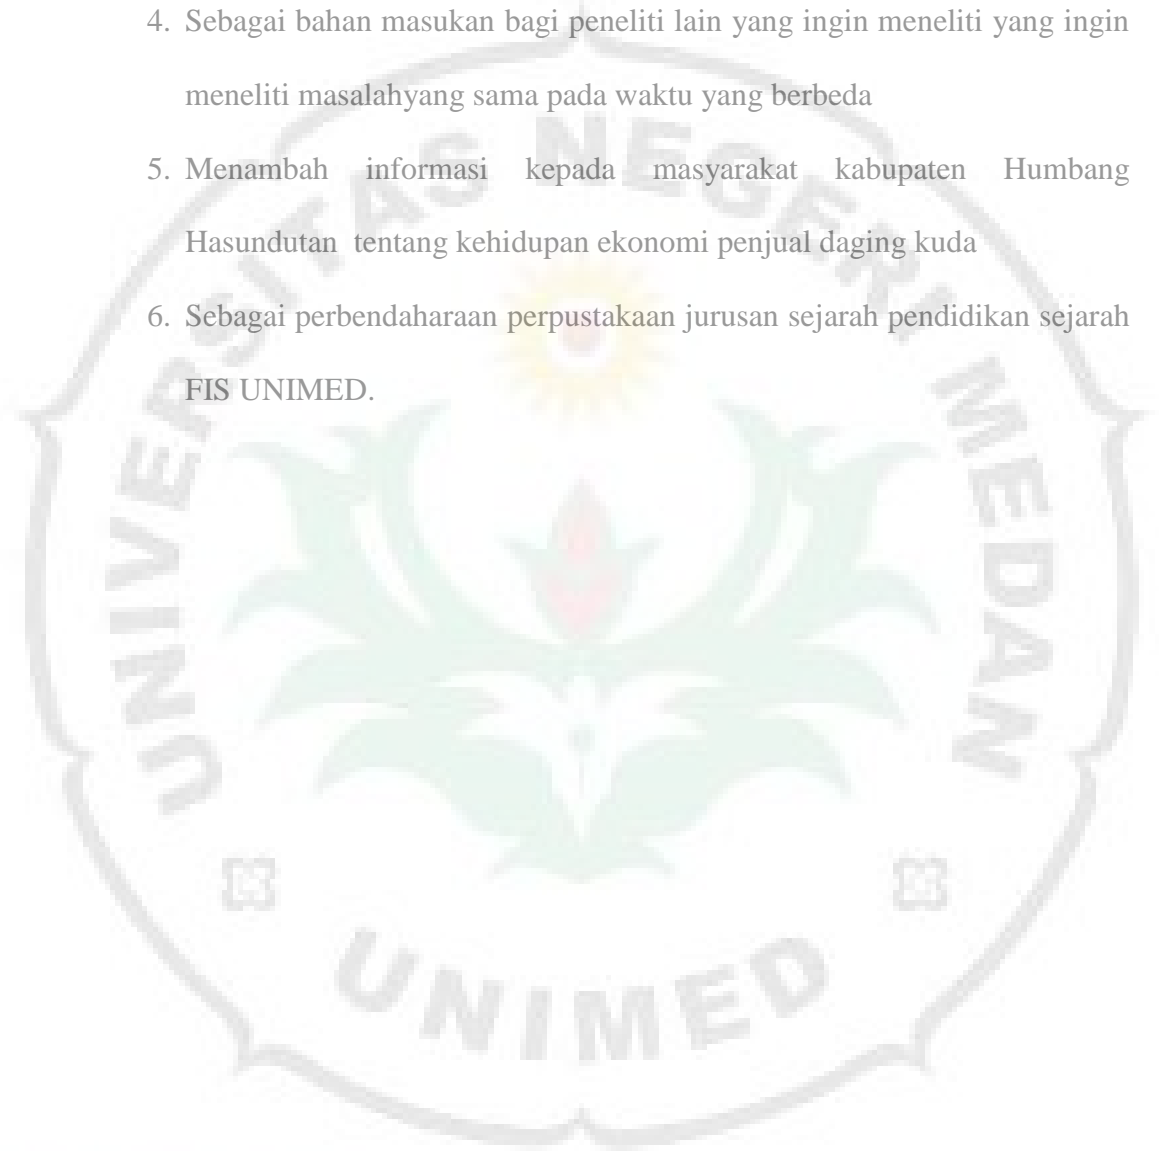 4. Sebagai bahan masukan bagi peneliti lain yang ingin meneliti yang ingin
meneliti masalahyang sama pada waktu yang berbeda
5. Menambah informasi kepada masyarakat kabupaten Humbang
Hasundutan tentang kehidupan ekonomi penjual daging kuda
6. Sebagai perbendaharaan perpustakaan jurusan sejarah pendidikan sejarah
FIS UNIMED.
UNIVERSITAS NEGERI MEDAN
UNIMED